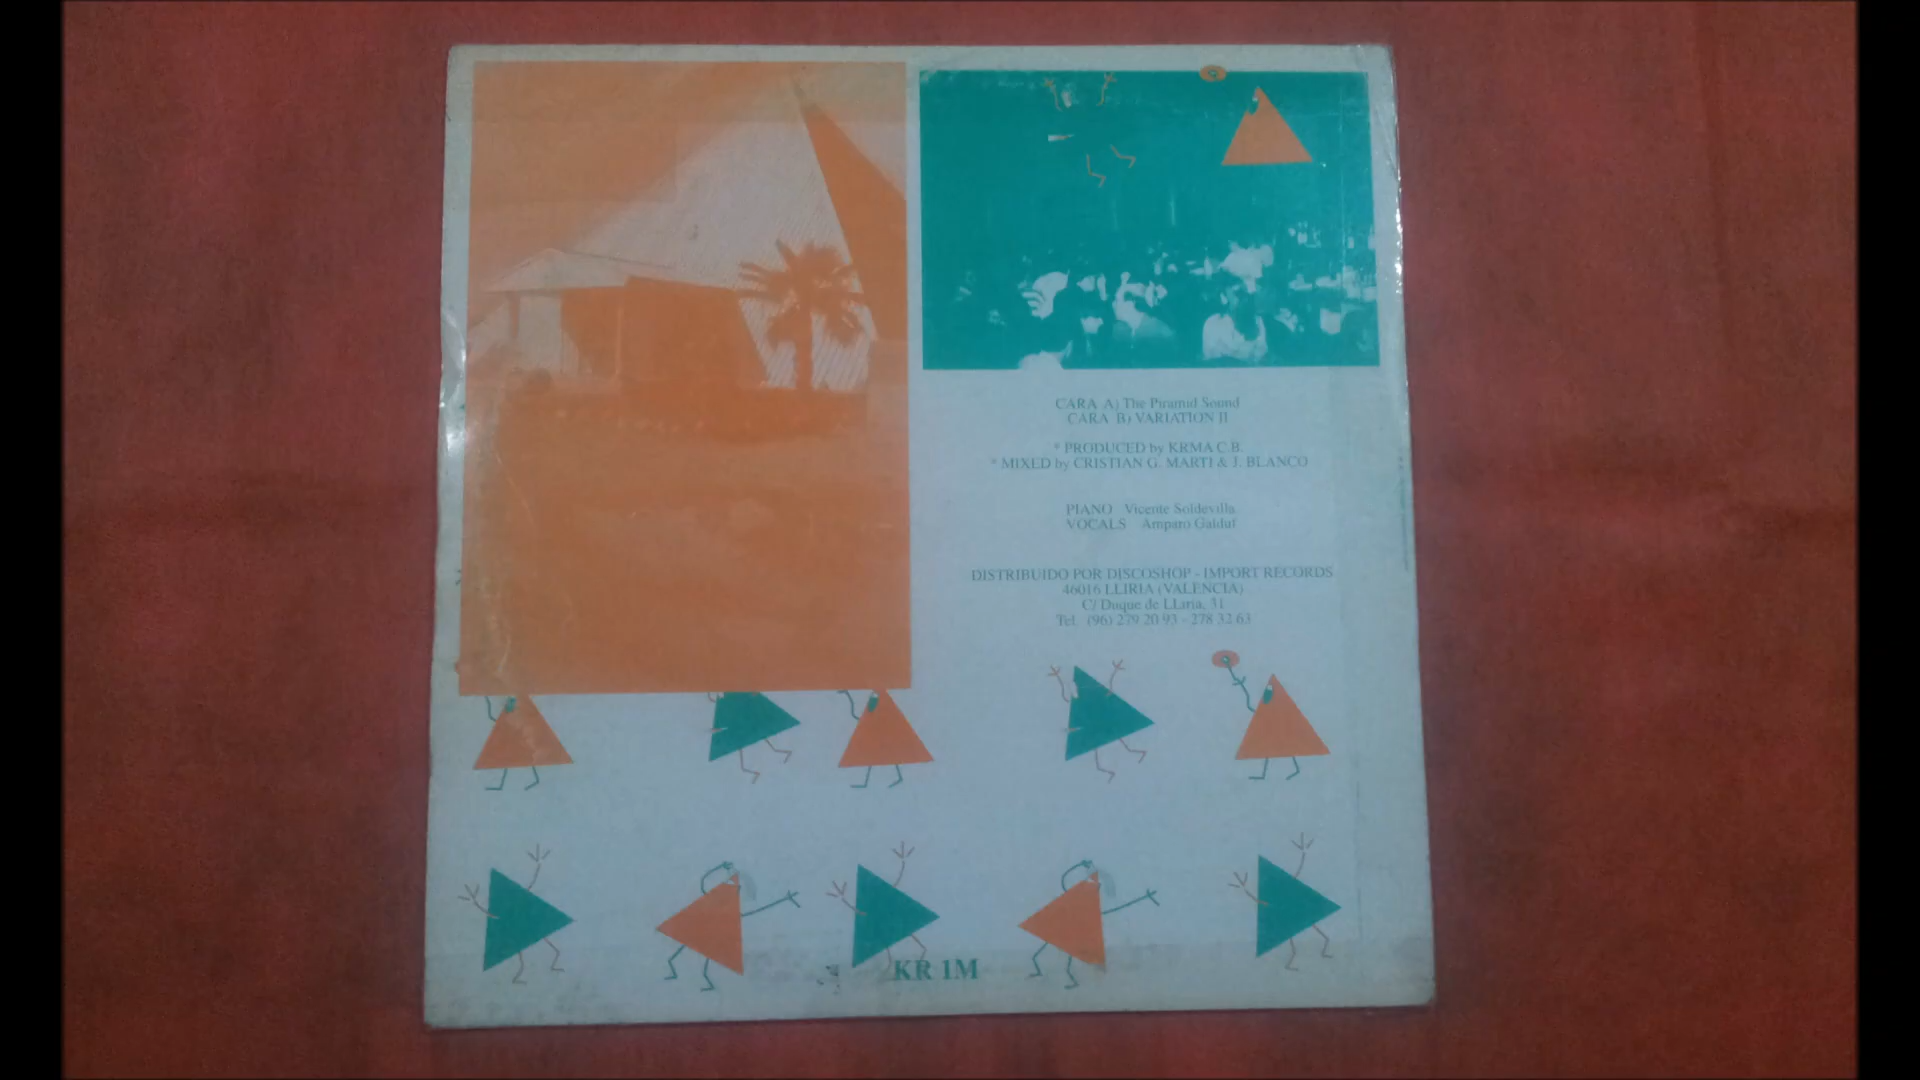 CARA A) The Piramid Sound
CARA B) VARIATION II
* PRODUCED by KRMA C.B.
* MIXED by CRISTIAN G. MARTI & J. BLANCO
PIANO Vicente Soldevilla
VOCALS Amparo Galduf
DISTRIBUIDO POR DISCOSHOP - IMPORT RECORDS
46016 LLIRIA (VALENCIA)
C/ Duque de LLaria, 31
Tel. (96) 279 20 93 - 278 32 63
KR 1M